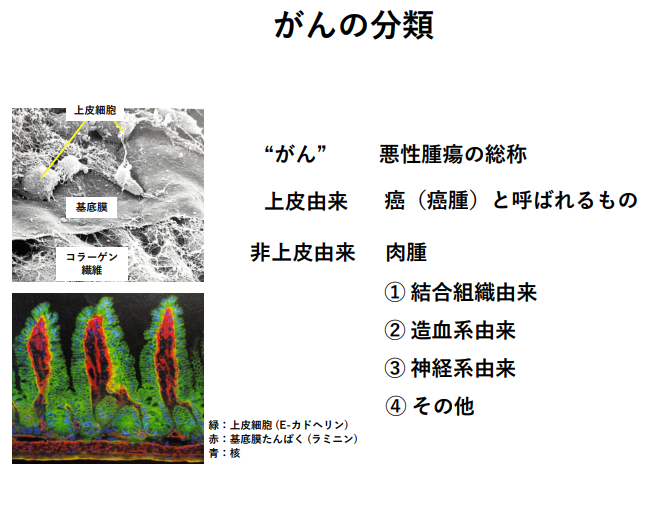 がんの分類
上皮細胞
基底膜
コラーゲン
繊維
“がん” 悪性腫瘍の総称
上皮由来 癌（癌腫）と呼ばれるもの
非上皮由来 肉腫
① 結合組織由来
② 造血系由来
③ 神経系由来
④ その他
緑：上皮細胞 (E-カドヘリン)
赤：基底膜たんぱく (ラミニン)
青：核